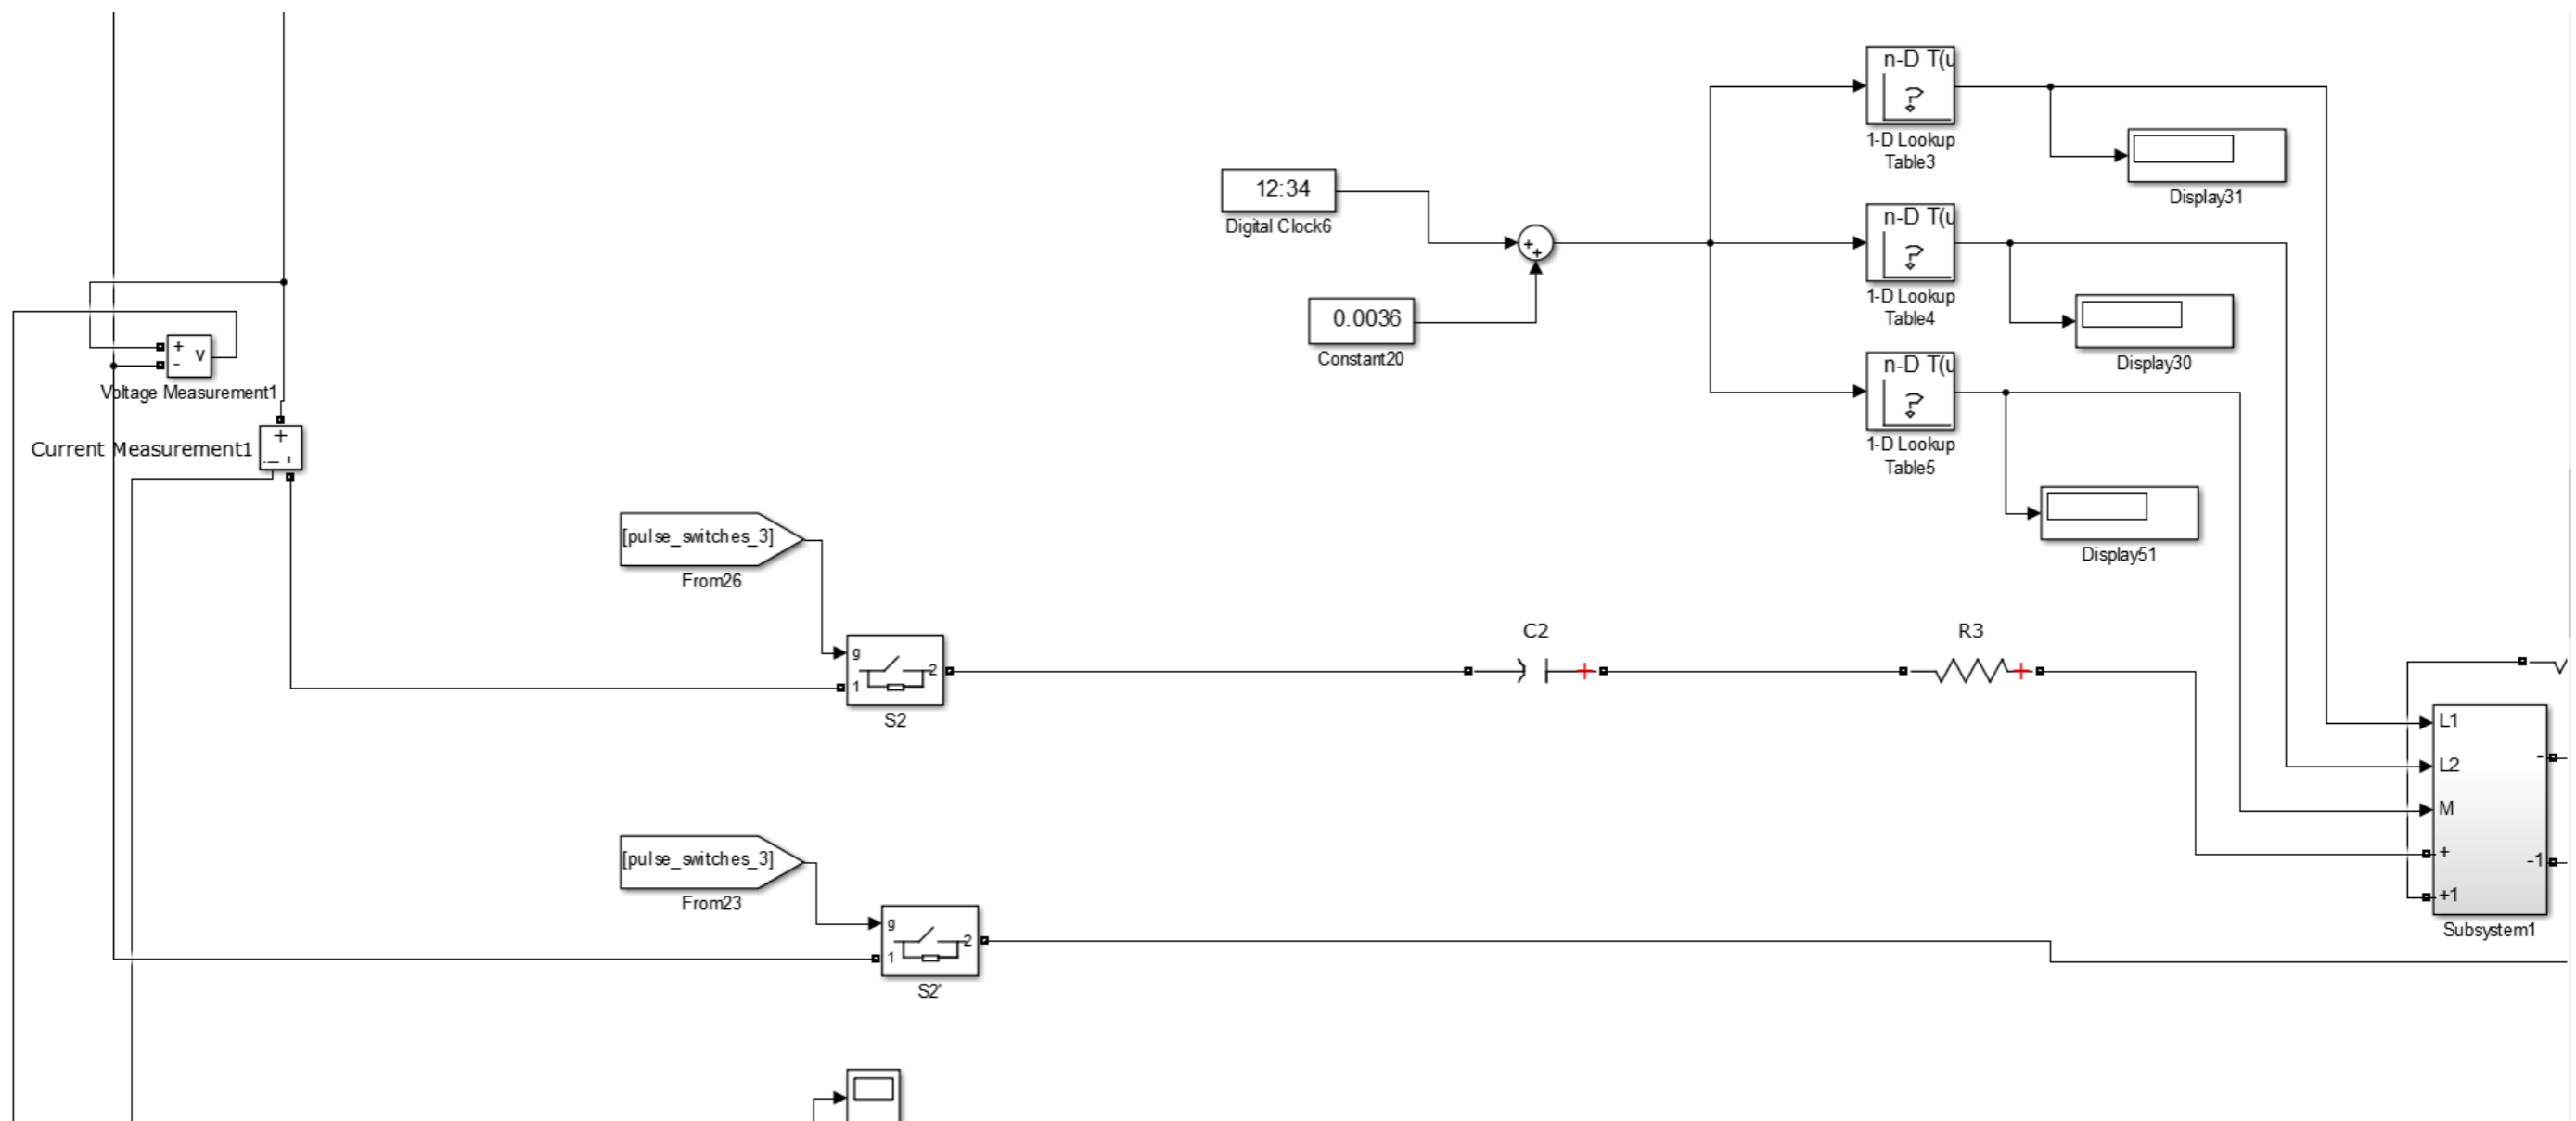 n-D T(u
1-D Lookup
Table3
Display31
12:34
Digital Clock6
n-D T(u
1-D Lookup
Table4
Display30
0.0036
Constant20
+
+
n-D T(u
1-D Lookup
Table5
Display51
+
-
v
Voltage Measurement1
Current Measurement1
+
[pulse_switches_3]
From26
g
1
2
S2
C2
+
R3
+
L1
L2
M
+
+1
-
-1
Subsystem1
[pulse_switches_3]
From23
g
1
2
S2'